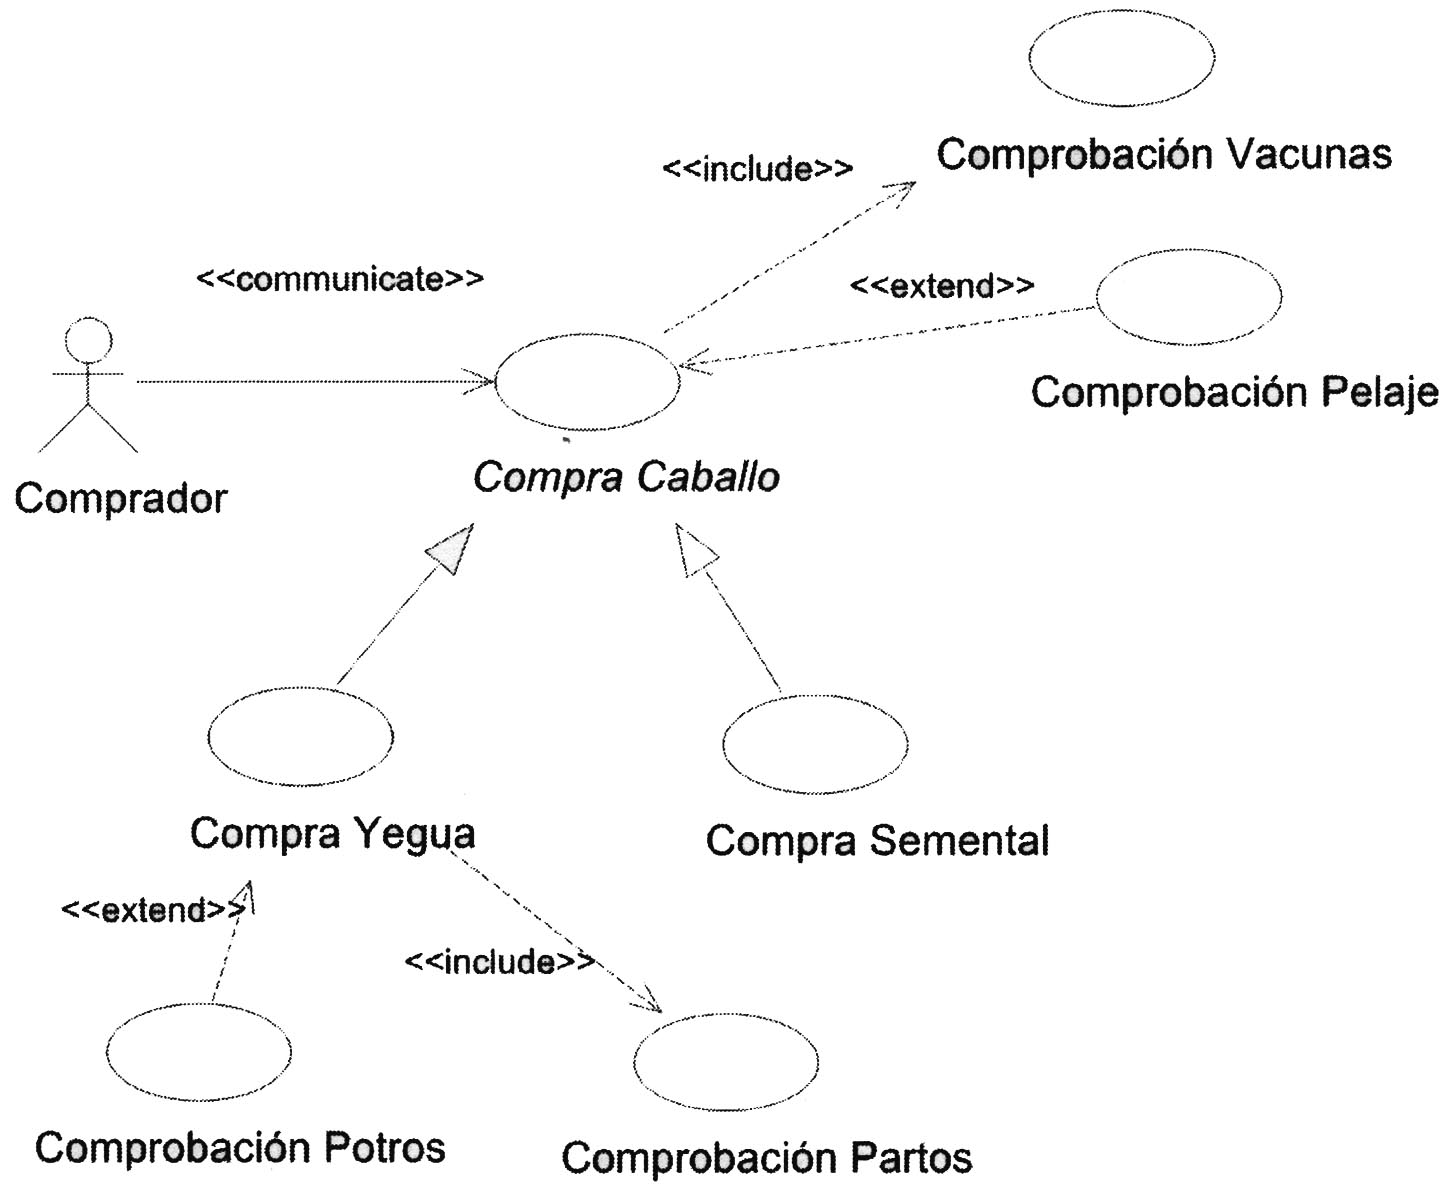 Comprobación Vacunas
<<include>>
<<communicate>>
<<extend>>
Comprobación Pelaje
Comprador
Compra Caballo
Compra Yegua
Compra Semental
<<extend>>
<<include>>
Comprobación Potros
Comprobación Partos